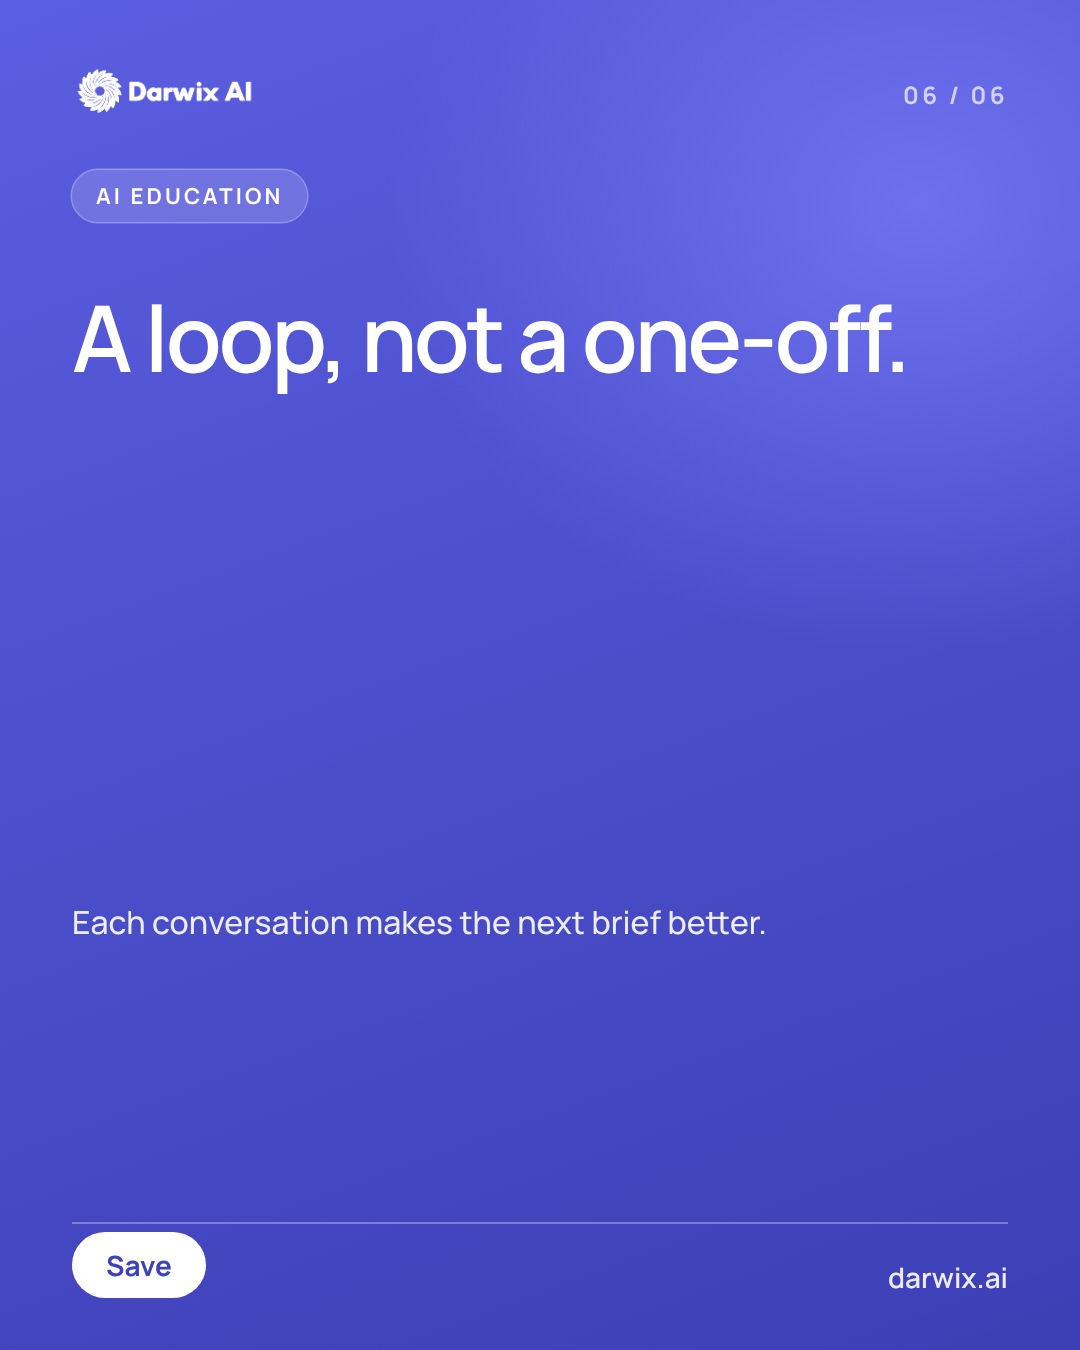 Darwix AI
06 / 06
AI EDUCATION
A loop, not a one-off.
Each conversation makes the next brief better.
Save
darwix.ai